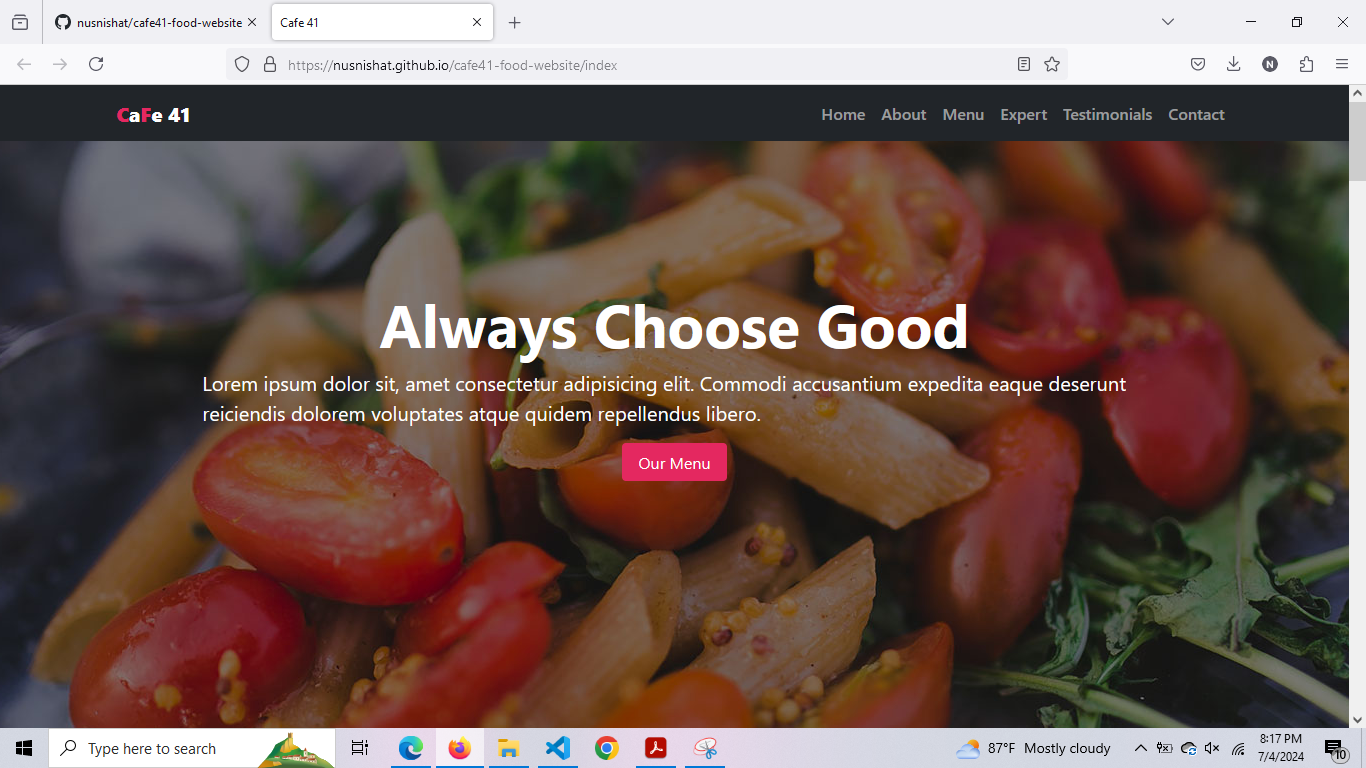 nusnishat/cafe41-food-website
Cafe 41
https://nusnishat.github.io/cafe41-food-website/index
N
CaFe 41
Home About Menu Expert Testimonials Contact
Always Choose Good
Lorem ipsum dolor sit, amet consectetur adipisicing elit. Commodi accusantium expedita eaque deserunt
reiciendis dolorem voluptates atque quidem repellendus libero.
Our Menu
Type here to search
87°F Mostly cloudy
8:17 PM
7/4/2024
10